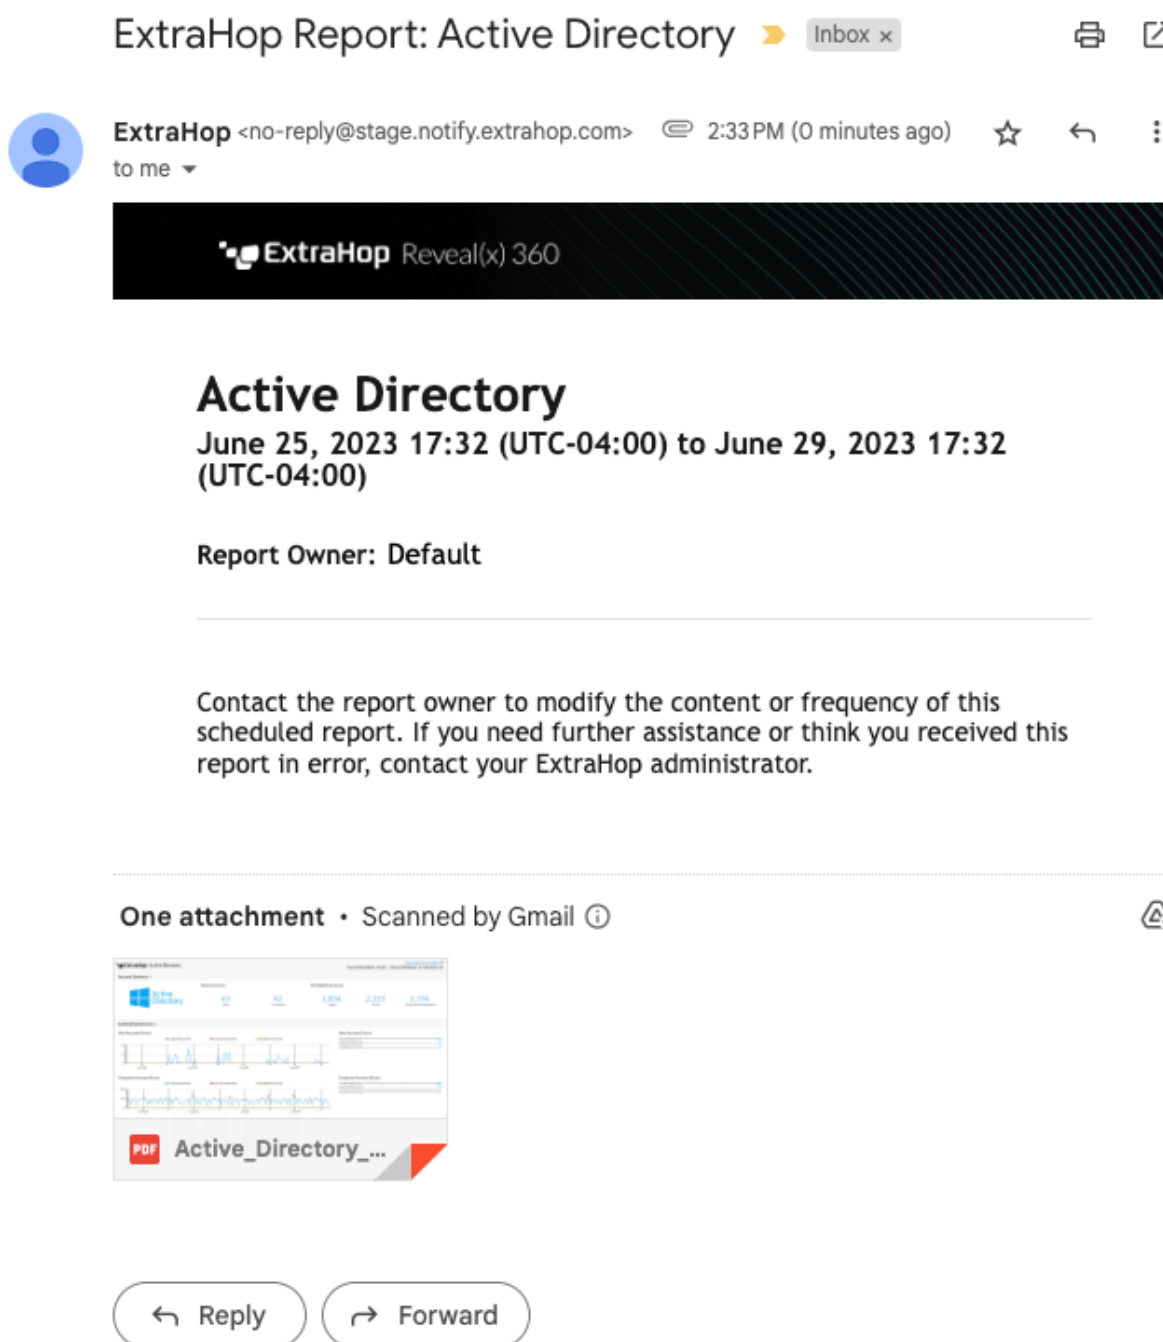 ExtraHop Report: Active Directory Inbox ×
ExtraHop <no-reply@stage.notify.extrahop.com> 2:33 PM (0 minutes ago)
to me
ExtraHop Reveal(x) 360
Active Directory
June 25, 2023 17:32 (UTC-04:00) to June 29, 2023 17:32
(UTC-04:00)
Report Owner: Default
Contact the report owner to modify the content or frequency of this
scheduled report. If you need further assistance or think you received this
report in error, contact your ExtraHop administrator.
One attachment • Scanned by Gmail
Active
Directory
PDF Active_Directory_...
Reply Forward